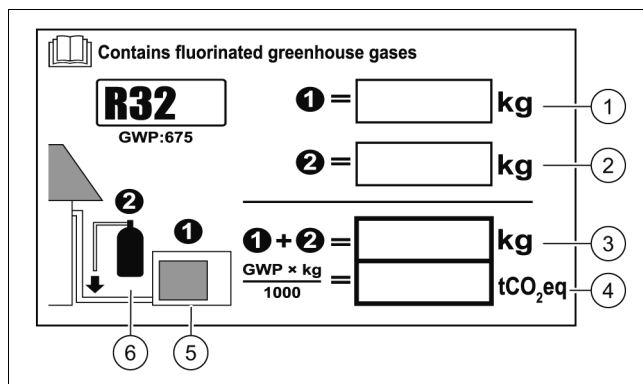 Contains fluorinated greenhouse gases
R32
GWP:675
❶ = kg
1
❷ = kg
2
❷
❶
❶+❷ = kg
3
GWP × kg
1000
= tCO₂eq
4
6
5